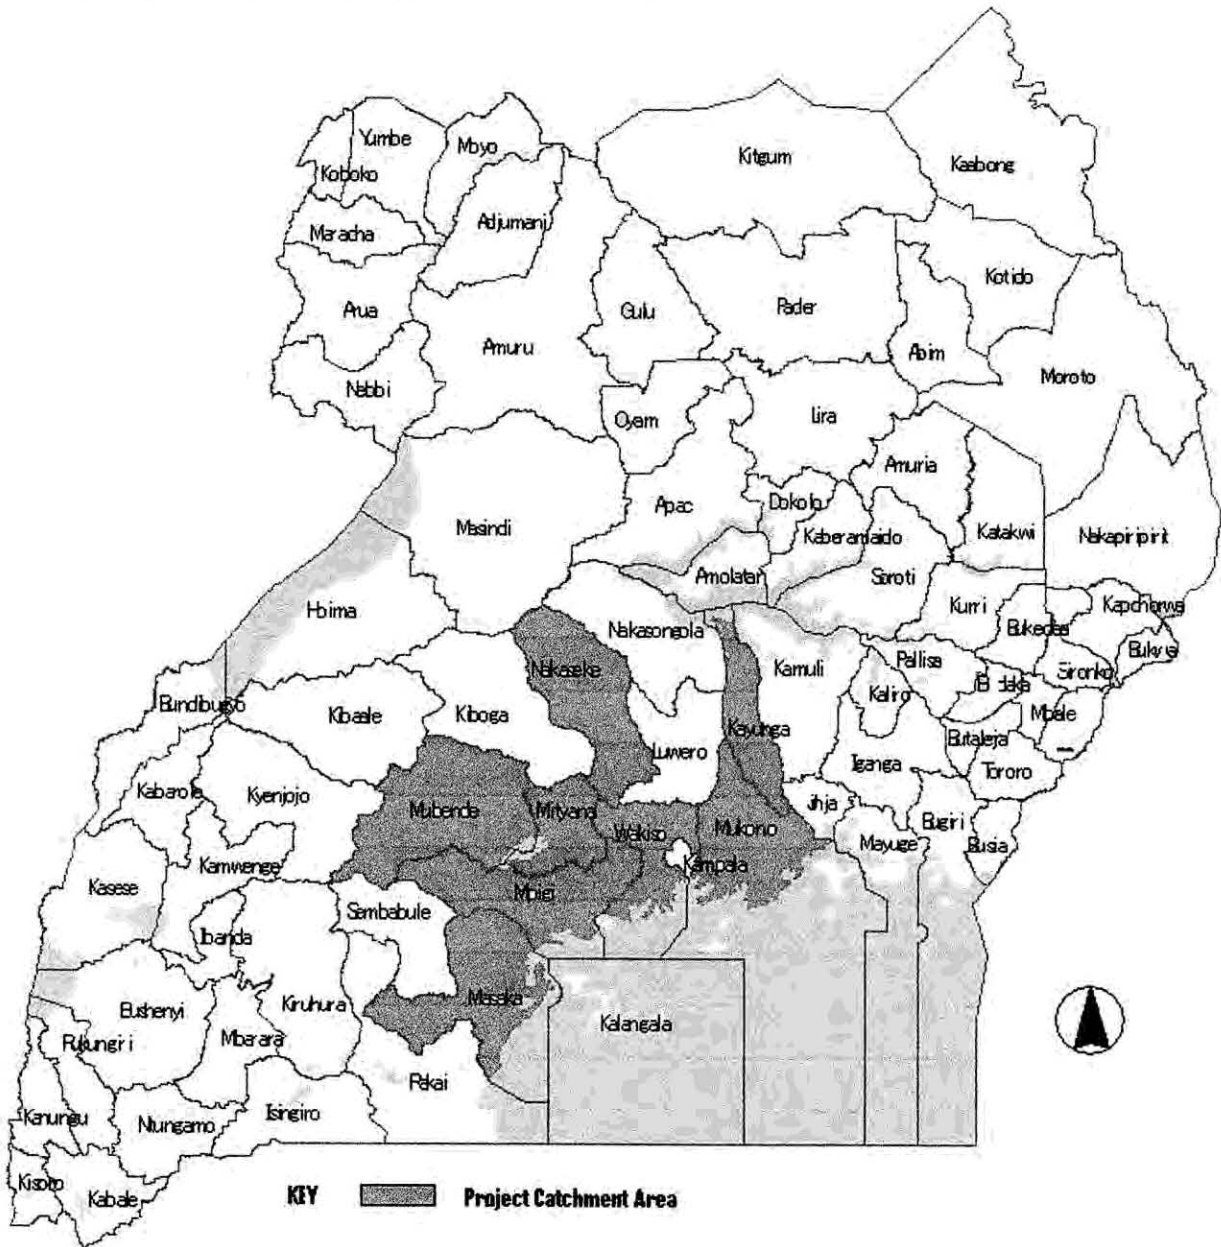 Yumbe
Moyo
Koboko
Kitgum
Kaabong
Maracha
Adjumani
Kotido
Arua
Gulu
Pader
Amuru
Abim
Moroto
Nebbi
Oyam
Lira
Amuria
Apac
Dokolo
Masindi
Kaberamaido
Katakwi
Nakapiripirit
Amolatar
Soroti
Hoima
Kumi
Kapchorwa
Nakasongola
Bukedea
Bukwa
Nakaseke
Kamuli
Pallisa
Sironko
Kaliro
Bundibugyo
Kibaale
Kiboga
Mbale
Kayunga
Butaleja
Luwero
Iganga
Tororo
Kabarole
Kyenjojo
Mubende
Mityana
Jinja
Wakiso
Mukono
Bugiri
Mayuge
Busia
Kamwenge
Kampala
Kasese
Mpigi
Sembabule
Ibanda
Kiruhura
Masaka
Bushenyi
Kalangala
Rukungiri
Mbarara
Rakai
Kanungu
Ntungamo
Isingiro
Kisoro
Kabale
KEY Project Catchment Area